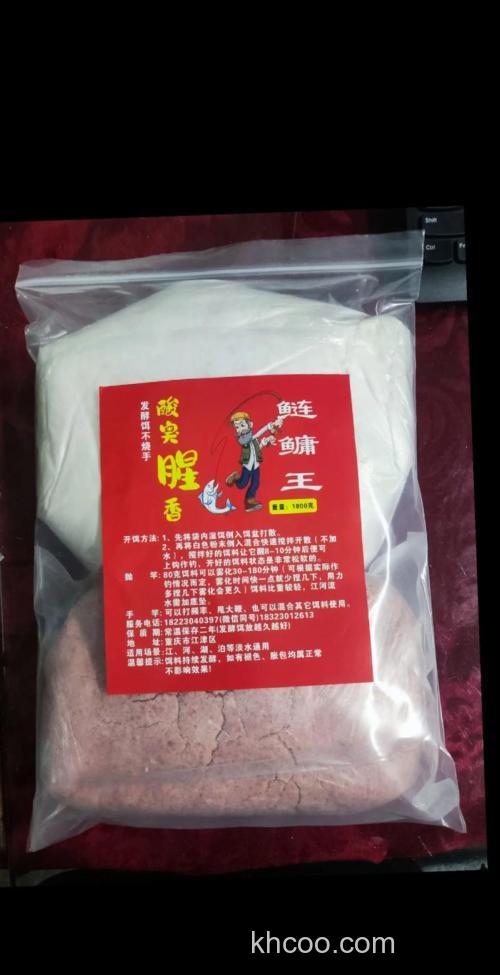 Shift
Ctrl
发酵饵不烧手
酸臭腥香
鲢鳙王
重量：1000克
开饵方法：1、先将袋内湿饵倒入饵盆打散。
2、再将白色粉末倒入混合快速搅拌开散（不加
水），搅拌好的饵料让它醒8-10分钟后便可
上钩作钓，开好的饵料状态是非常松软的。
抛 竿：80克饵料可以雾化30-180分钟（可根据实际作
钓情况而定，雾化时间快一点就少捏几下，用力
多捏几下雾化会更久）饵料比重较轻，江河流
水需加底坠。
手 竿：可以打频率、甩大鞭，也可以混合其它饵料使用。
服务电话：18223040397(微信同号)18323012613
保 质 期：常温保存二年(发酵饵放越久越好)
地 址：重庆市江津区
适用场景：江、河、湖、泊等淡水通用
温馨提示：饵料持续发酵，如有褪色、胀包均属正常
不影响效果！
khcoo.com